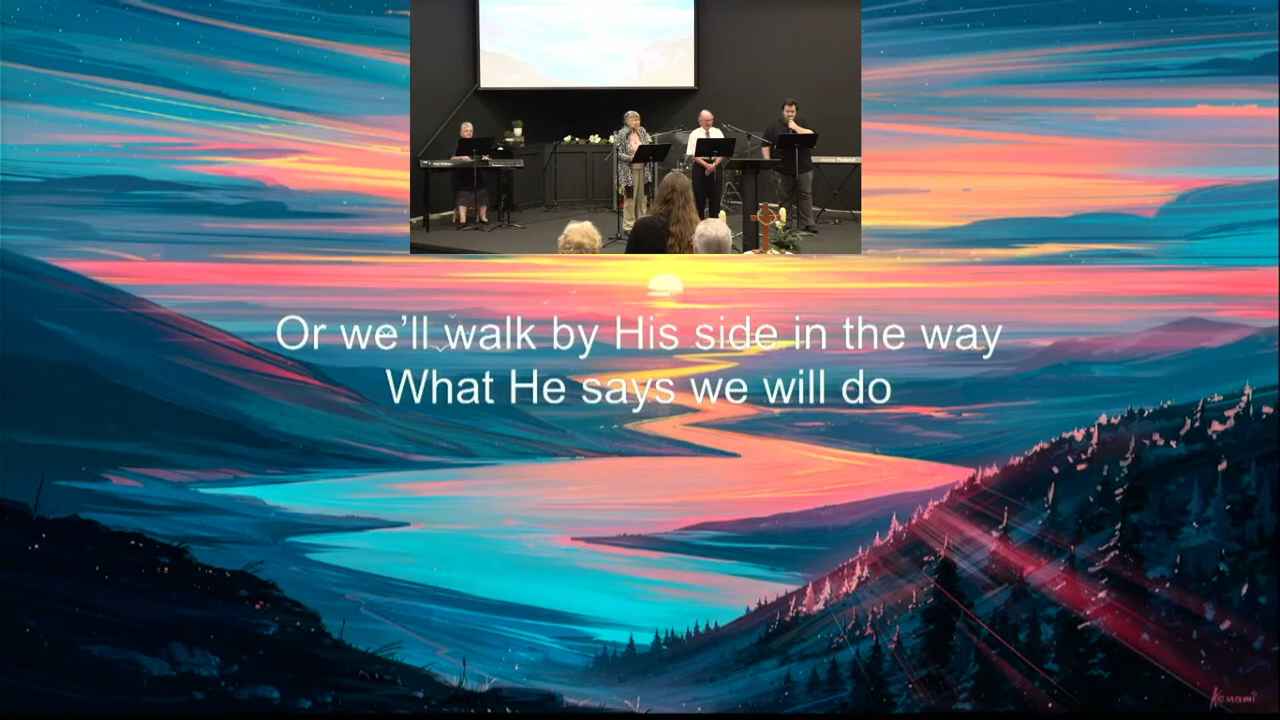 Or we’ll walk by His side in the way
What He says we will do